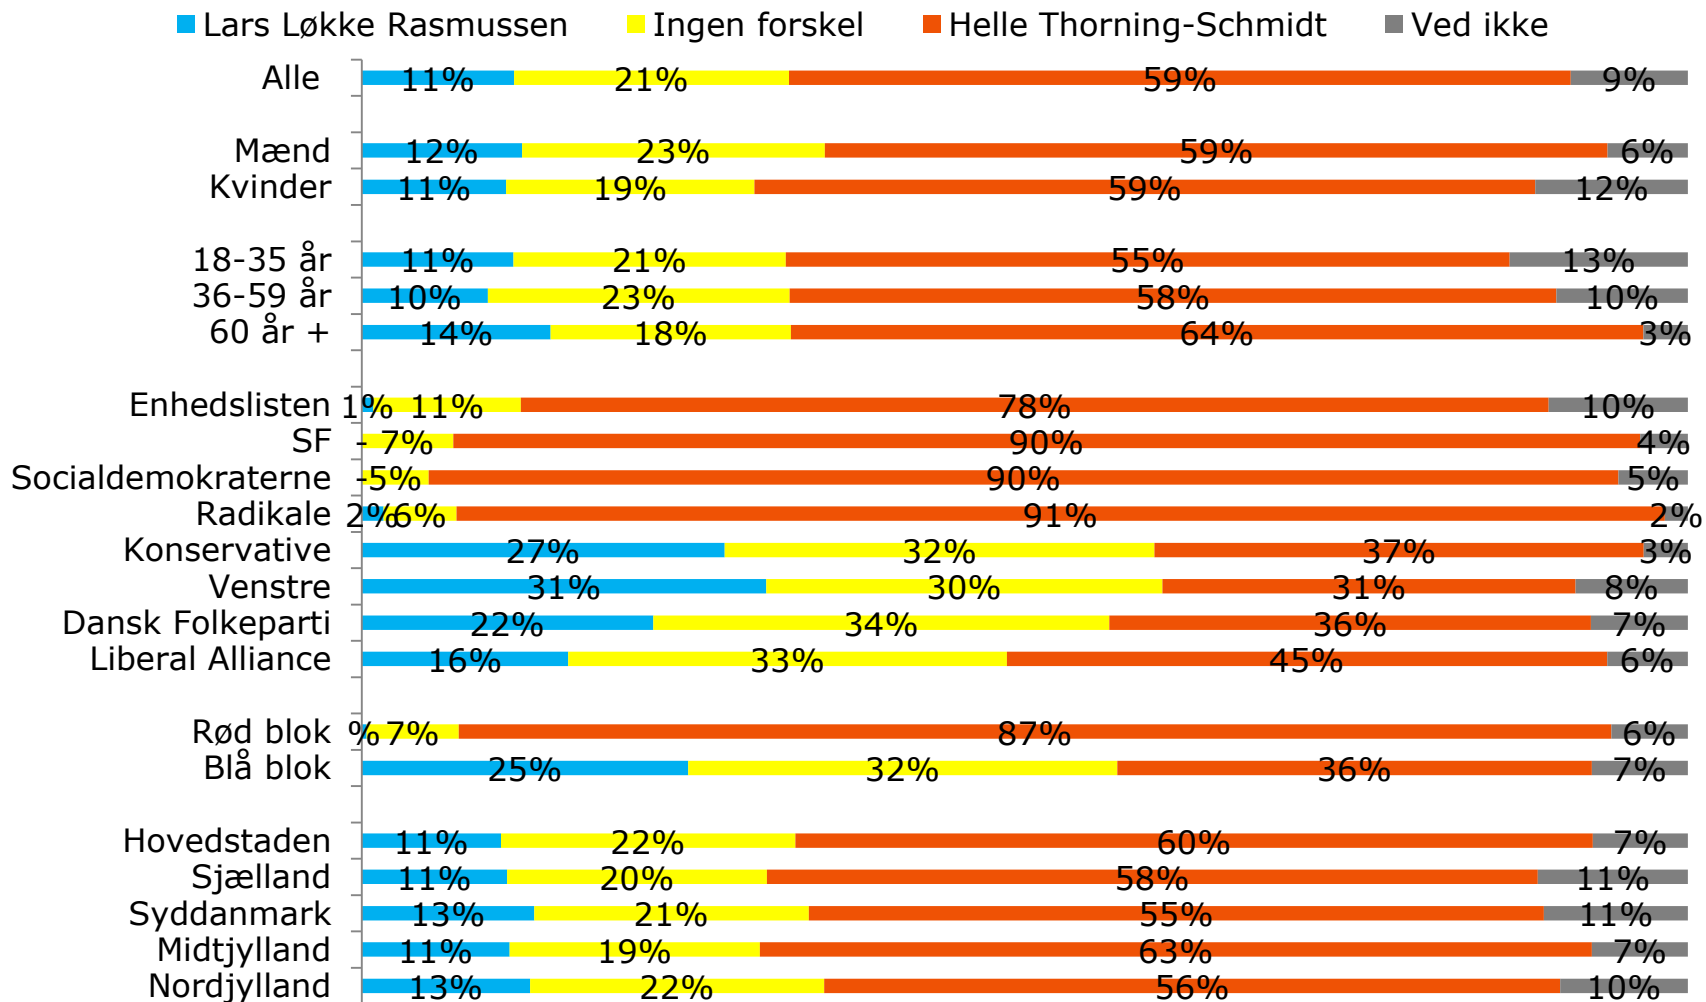 Lars Løkke Rasmussen Ingen forskel Helle Thorning-Schmidt Ved ikke
Alle 11% 21% 59% 9%
Mænd 12% 23% 59% 6%
Kvinder 11% 19% 59% 12%
18-35 år 11% 21% 55% 13%
36-59 år 10% 23% 58% 10%
60 år + 14% 18% 64% 3%
Enhedslisten 1% 11% 78% 10%
SF - 7% 90% 4%
Socialdemokraterne - 5% 90% 5%
Radikale 2% 6% 91% 2%
Konservative 27% 32% 37% 3%
Venstre 31% 30% 31% 8%
Dansk Folkeparti 22% 34% 36% 7%
Liberal Alliance 16% 33% 45% 6%
Rød blok % 7% 87% 6%
Blå blok 25% 32% 36% 7%
Hovedstaden 11% 22% 60% 7%
Sjælland 11% 20% 58% 11%
Syddanmark 13% 21% 55% 11%
Midtjylland 11% 19% 63% 7%
Nordjylland 13% 22% 56% 10%